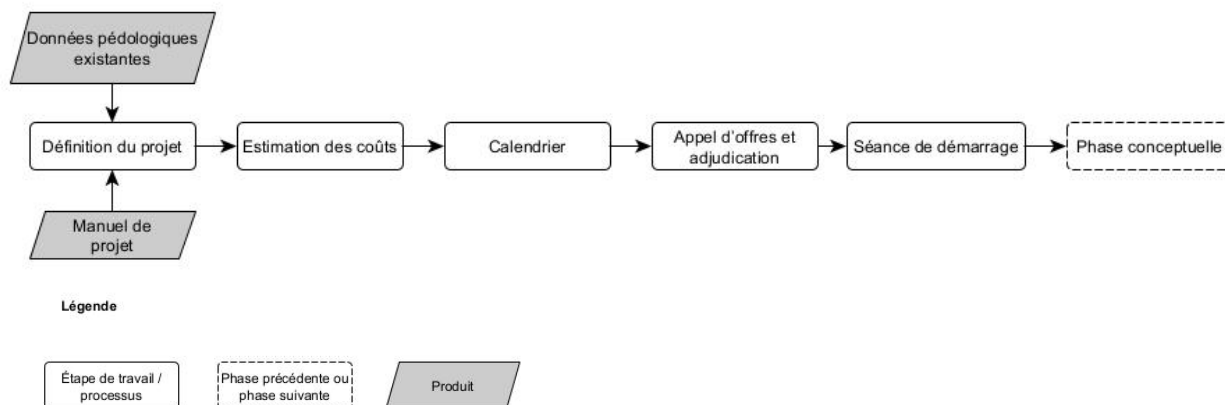 Données pédologiques
existantes
Définition du projet
Estimation des coûts
Calendrier
Appel d'offres et
adjudication
Séance de démarrage
Phase conceptuelle
Manuel de
projet
Légende
Étape de travail /
processus
Phase précédente ou
phase suivante
Produit